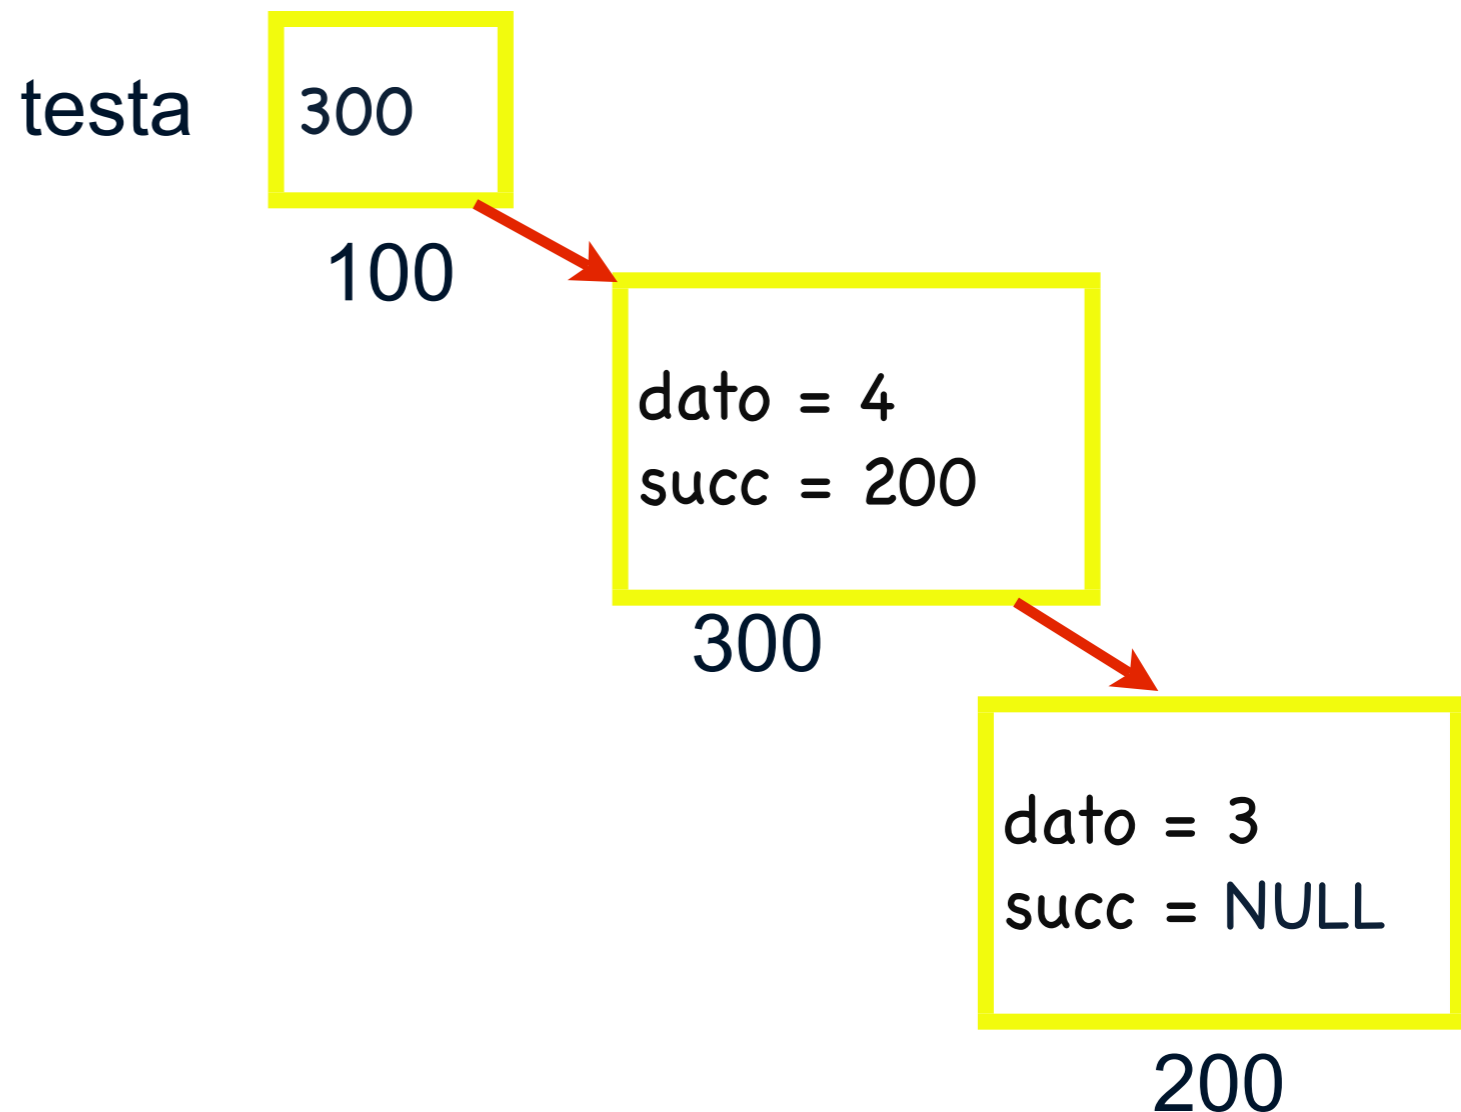 testa
300
100
dato = 4
succ = 200
300
dato = 3
succ = NULL
200